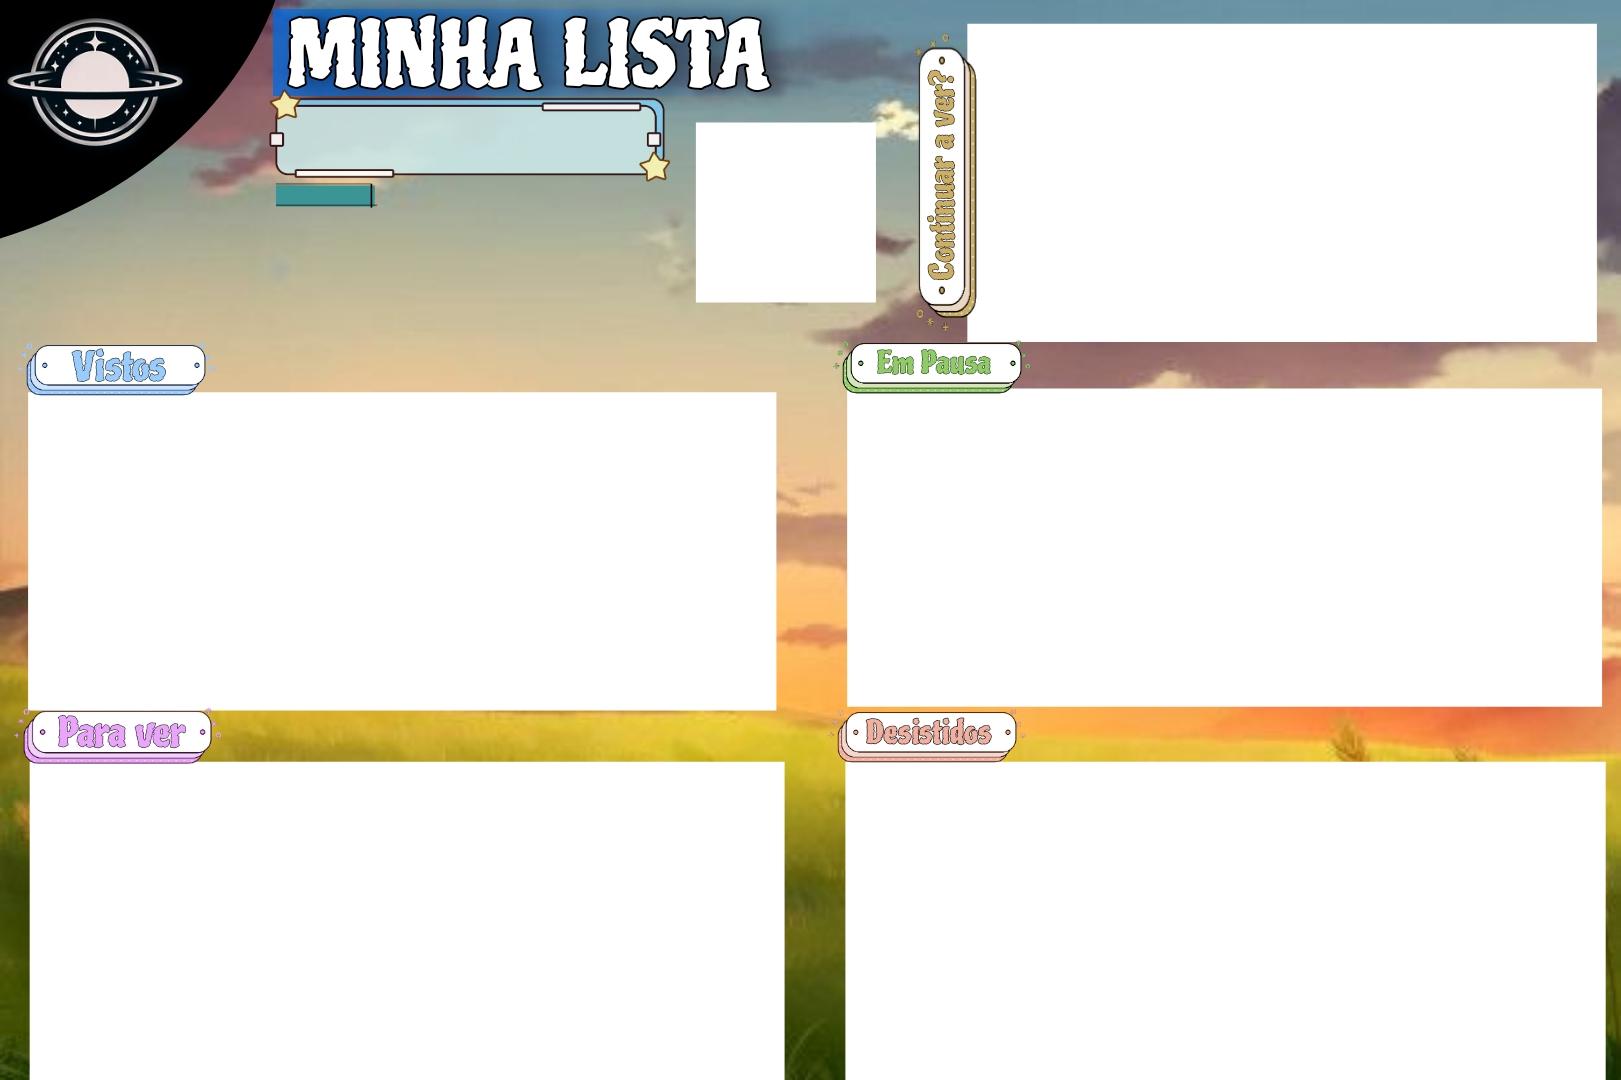 MINHA LISTA
Continuar a ver?
Vistos
Em Pausa
Para ver
Desistidos